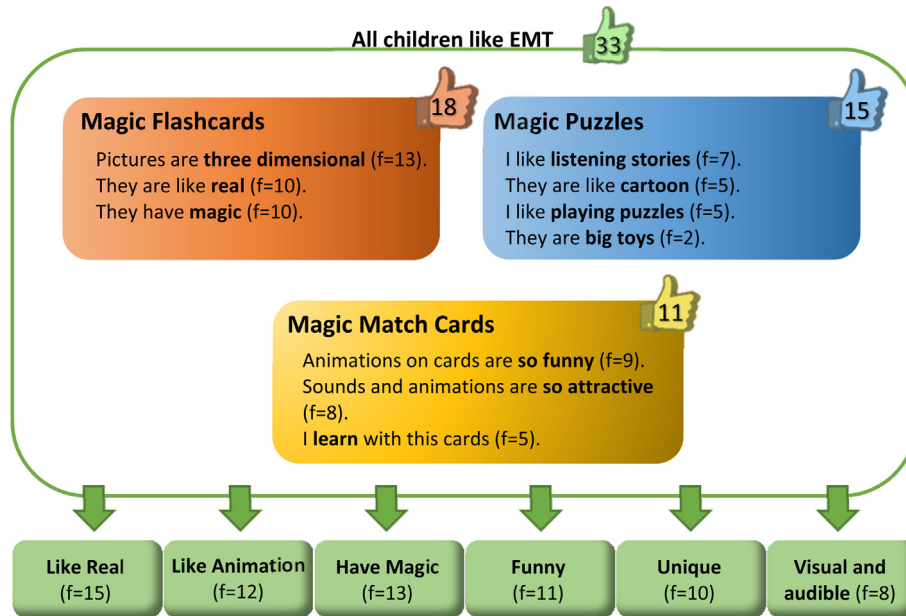 All children like EMT
33
18
Magic Flashcards
Pictures are three dimensional (f=13).
They are like real (f=10).
They have magic (f=10).
15
Magic Puzzles
I like listening stories (f=7).
They are like cartoon (f=5).
I like playing puzzles (f=5).
They are big toys (f=2).
11
Magic Match Cards
Animations on cards are so funny (f=9).
Sounds and animations are so attractive
(f=8).
I learn with this cards (f=5).
Like Real
(f=15)
Like Animation
(f=12)
Have Magic
(f=13)
Funny
(f=11)
Unique
(f=10)
Visual and
audible (f=8)